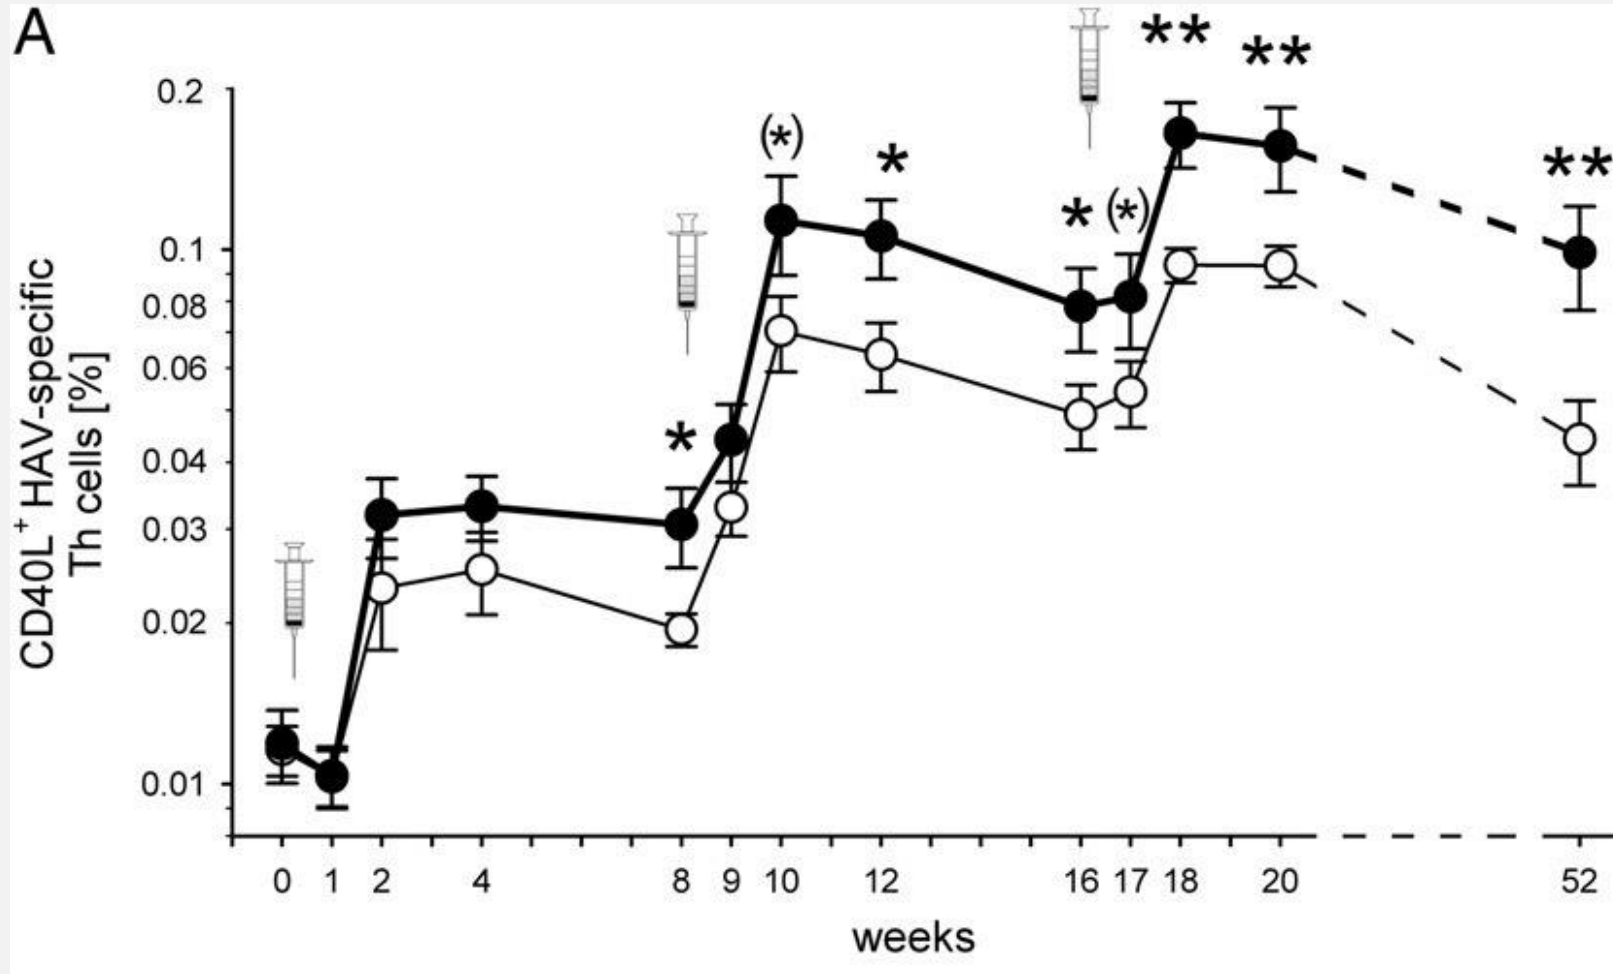 A
** **
0.2
(*) * **
* (*)
0.1
0.08
0.06
*
0.04
0.03
0.02
0.01
CD40L+ HAV-specific
Th cells [%]
0 1 2 4 8 9 10 12 16 17 18 20 52
weeks